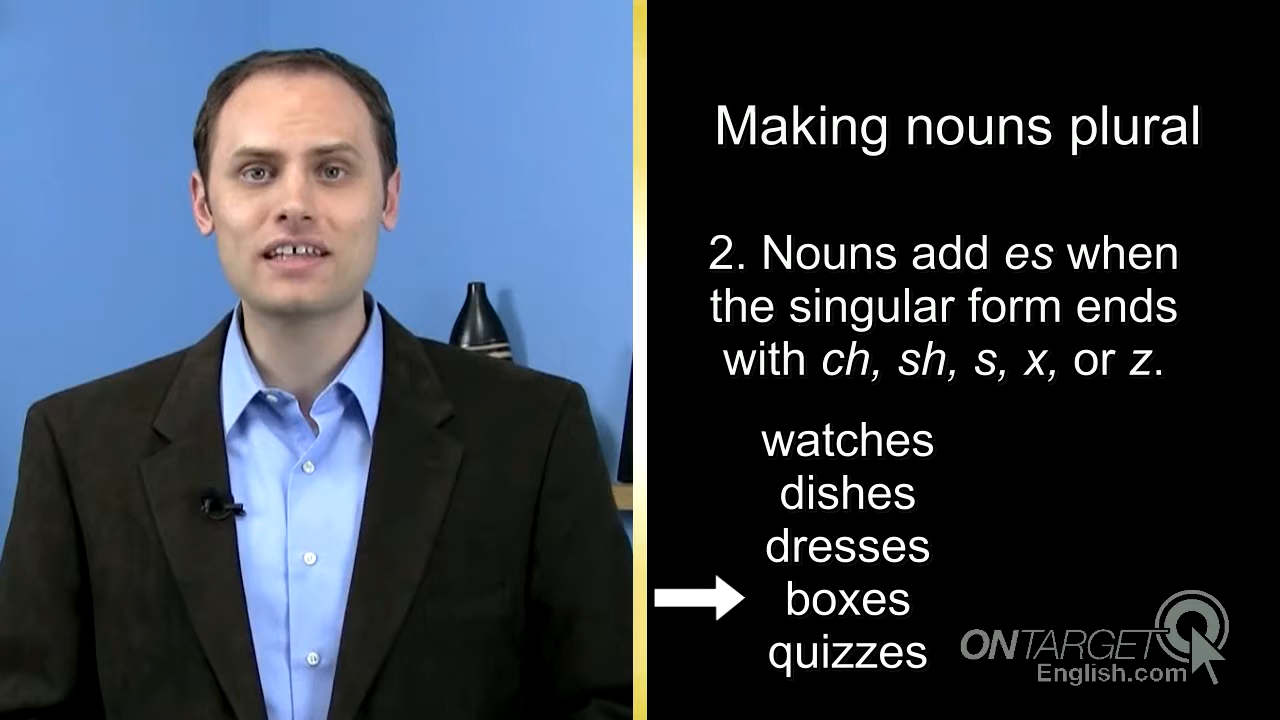 Making nouns plural
2. Nouns add es when
the singular form ends
with ch, sh, s, x, or z.
watches
dishes
dresses
boxes
quizzes
ONTARGET
English.com